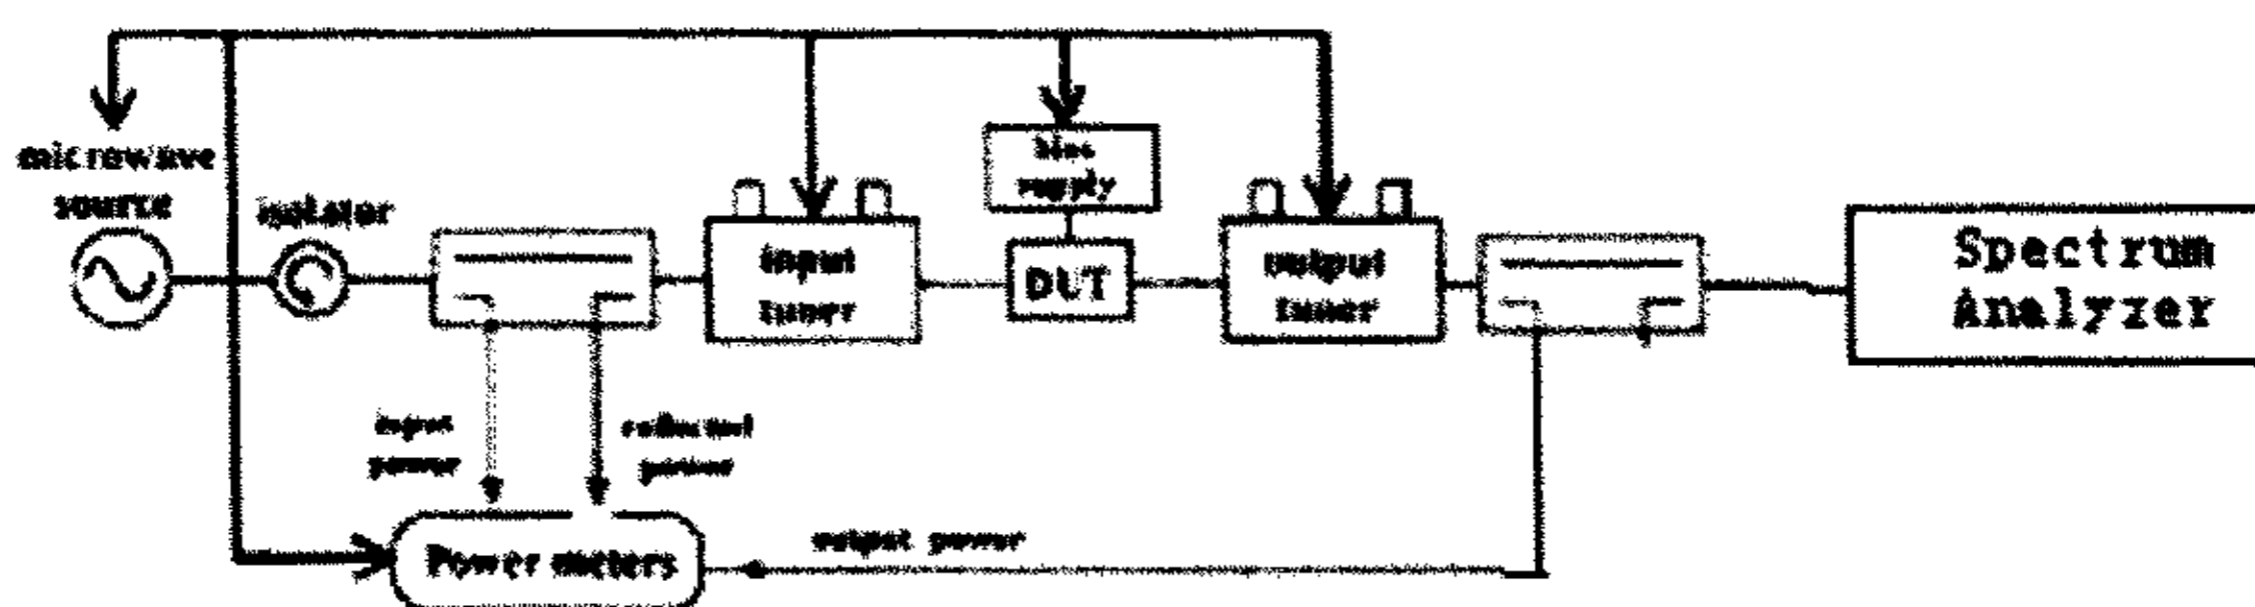 microwave
source
isolator
bias
supply
input
tuner
DUT
output
tuner
Spectrum
Analyzer
input
power
reflected
power
output power
Power meters